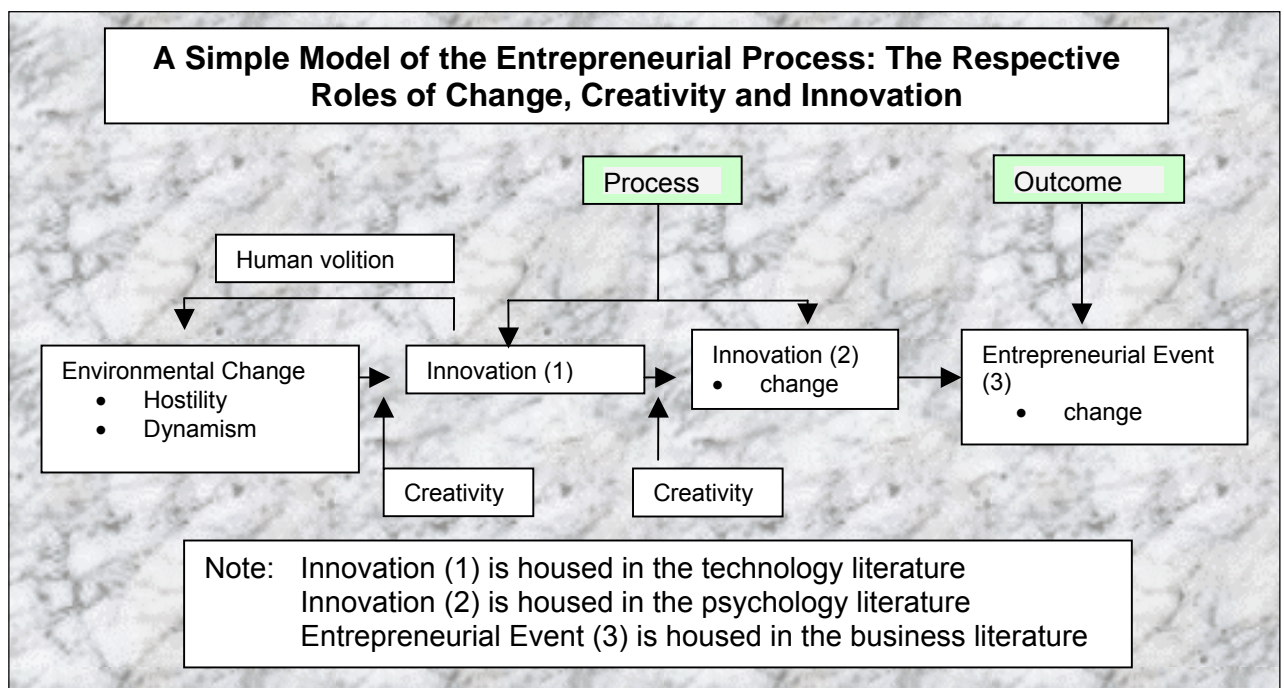 A Simple Model of the Entrepreneurial Process: The Respective
Roles of Change, Creativity and Innovation
Process
Outcome
Human volition
Environmental Change
• Hostility
• Dynamism
Innovation (1)
Innovation (2)
• change
Entrepreneurial Event
(3)
• change
Creativity
Creativity
Note: Innovation (1) is housed in the technology literature
Innovation (2) is housed in the psychology literature
Entrepreneurial Event (3) is housed in the business literature